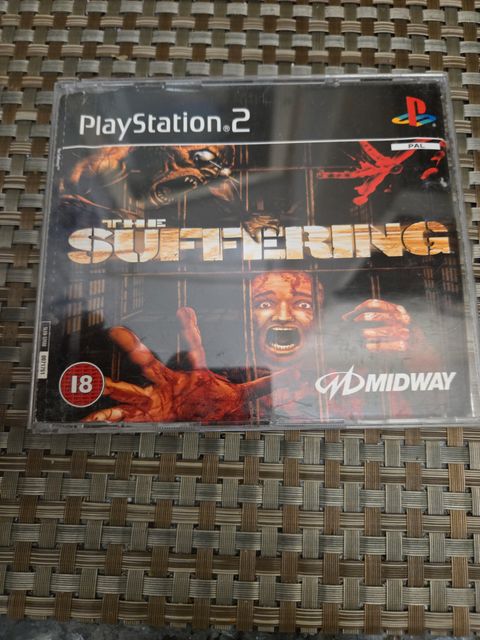 PlayStation®2
PAL
THE
SUFFERING
18
MIDWAY